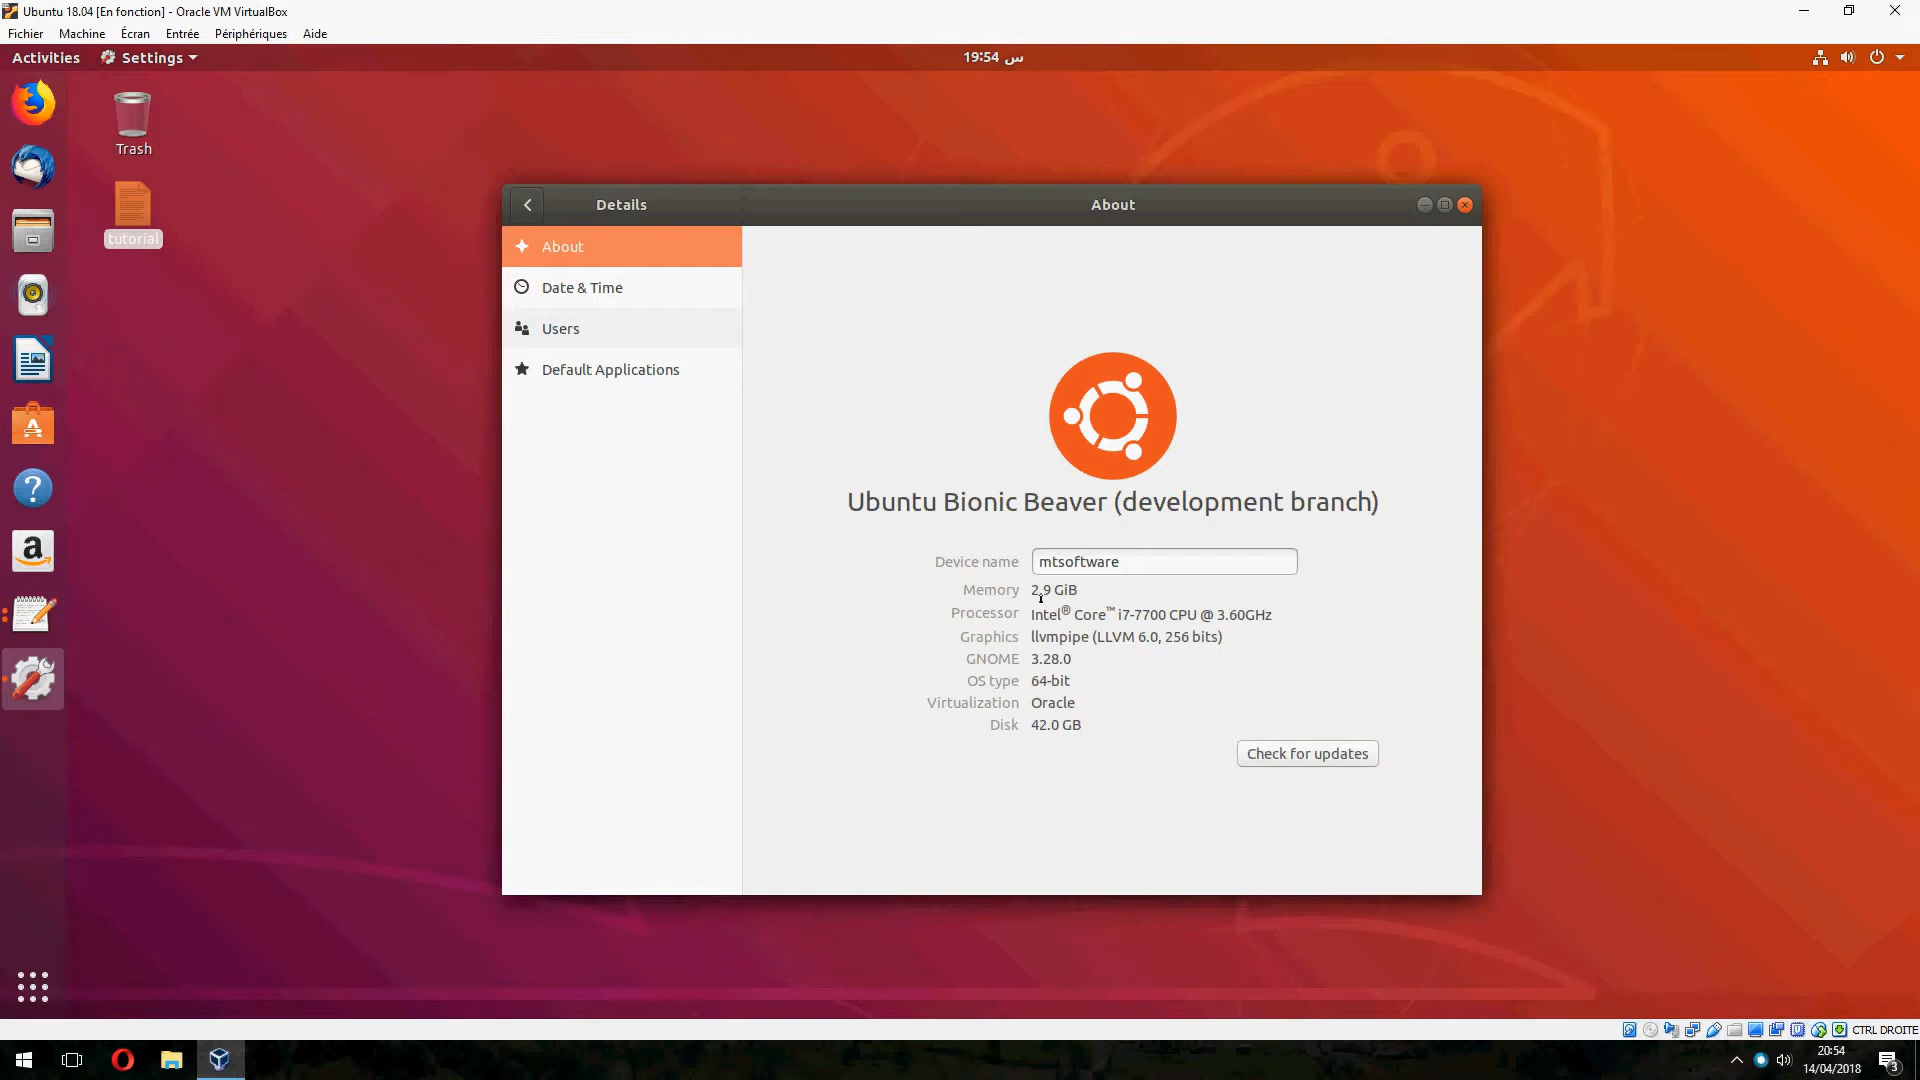 Ubuntu 18.04 [En fonction] - Oracle VM VirtualBox
Fichier Machine Écran Entrée Périphériques Aide
Activities Settings 19:54 س
Trash
tutorial
Details About
About
Date & Time
Users
Default Applications
Ubuntu Bionic Beaver (development branch)
Device name mtsoftware
Memory 2.9 GiB
Processor Intel® Core™ i7-7700 CPU @ 3.60GHz
Graphics llvmpipe (LLVM 6.0, 256 bits)
GNOME 3.28.0
OS type 64-bit
Virtualization Oracle
Disk 42.0 GB
Check for updates
CTRL DROITE
20:54
14/04/2018
3